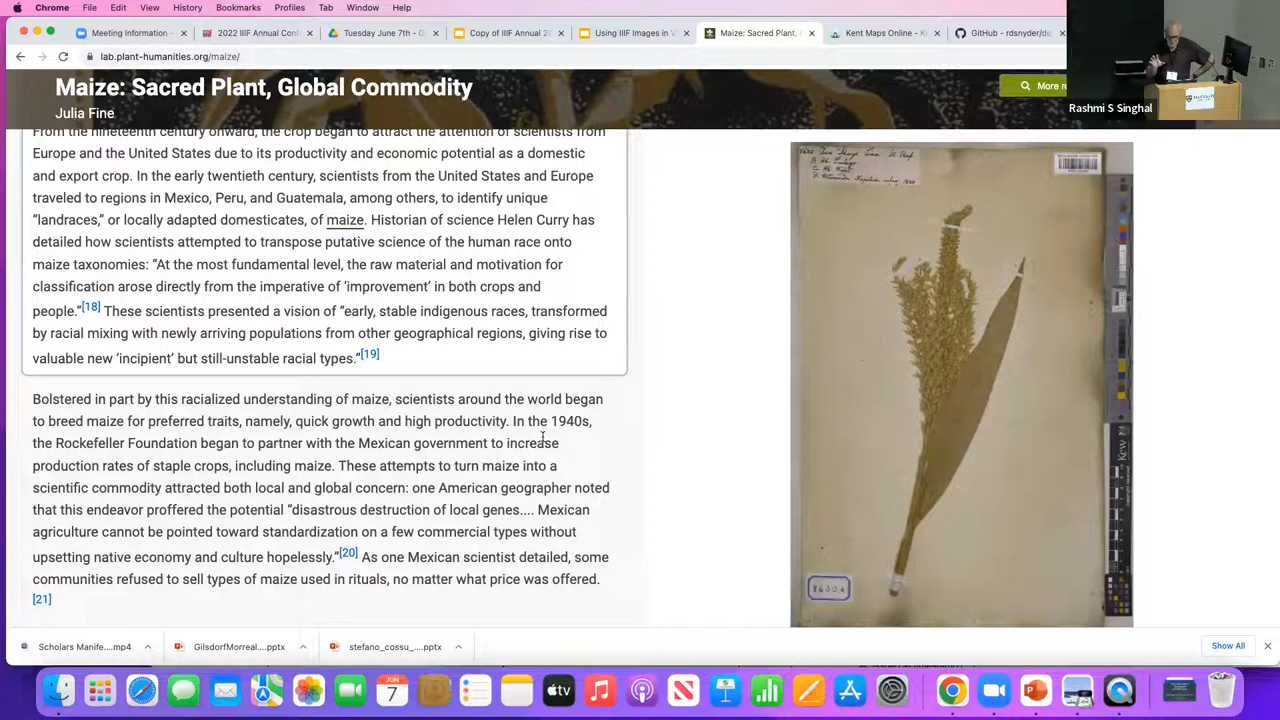 Chrome File Edit View History Bookmarks Profiles Tab Window Help
Meeting Information - 2022 IIIF Annual Con Tuesday June 7th - G Copy of IIIF Annual 20 Using IIIF Images in V Maize: Sacred Plant, Kent Maps Online - K GitHub - rdsnyder/de
lab.plant-humanities.org/maize/
Maize: Sacred Plant, Global Commodity
Julia Fine
More re
Rashmi S Singhal
From the nineteenth century onward, the crop began to attract the attention of scientists from
Europe and the United States due to its productivity and economic potential as a domestic
and export crop. In the early twentieth century, scientists from the United States and Europe
traveled to regions in Mexico, Peru, and Guatemala, among others, to identify unique
“landraces,” or locally adapted domesticates, of maize. Historian of science Helen Curry has
detailed how scientists attempted to transpose putative science of the human race onto
maize taxonomies: “At the most fundamental level, the raw material and motivation for
classification arose directly from the imperative of ‘improvement’ in both crops and
people.”[18] These scientists presented a vision of “early, stable indigenous races, transformed
by racial mixing with newly arriving populations from other geographical regions, giving rise to
valuable new ‘incipient’ but still-unstable racial types.”[19]
Bolstered in part by this racialized understanding of maize, scientists around the world began
to breed maize for preferred traits, namely, quick growth and high productivity. In the 1940s,
the Rockefeller Foundation began to partner with the Mexican government to increase
production rates of staple crops, including maize. These attempts to turn maize into a
scientific commodity attracted both local and global concern: one American geographer noted
that this endeavor proffered the potential “disastrous destruction of local genes.... Mexican
agriculture cannot be pointed toward standardization on a few commercial types without
upsetting native economy and culture hopelessly.”[20] As one Mexican scientist detailed, some
communities refused to sell types of maize used in rituals, no matter what price was offered.
[21]
Scholars Manife....mp4 GilsdorfMorreal....pptx stefano_cossu_....pptx Show All
JUN
7
tv